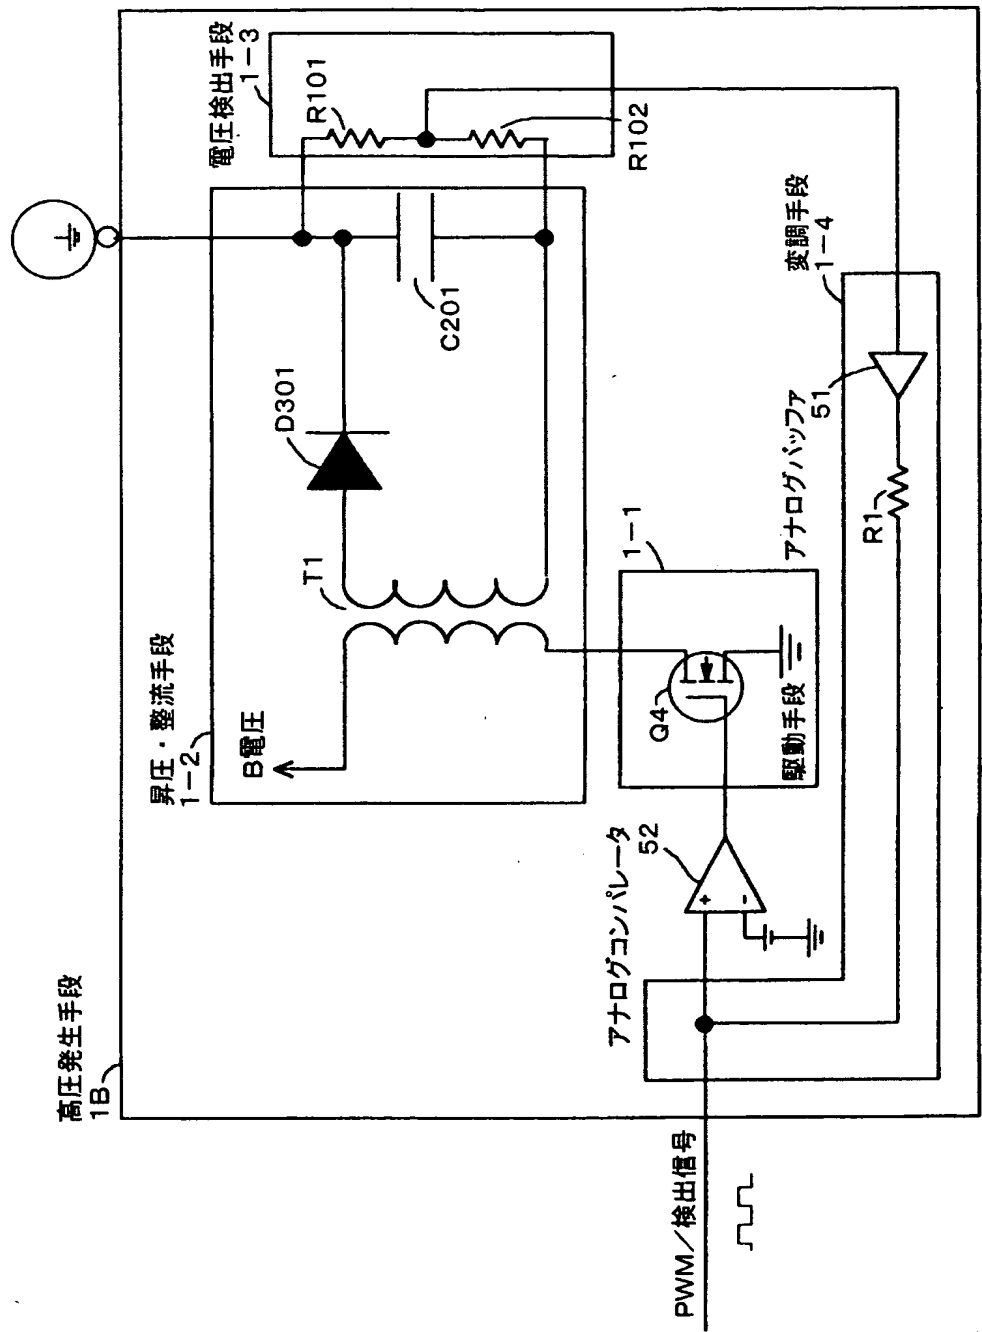 高圧発生手段
1B
昇圧・整流手段
1-2
B電圧
T1
D301
C201
電圧検出手段
1-3
R101
R102
PWM/検出信号
アナログコンパレータ
52
+
-
Q4
駆動手段
1-1
アナログバッファ
51
R1
変調手段
1-4